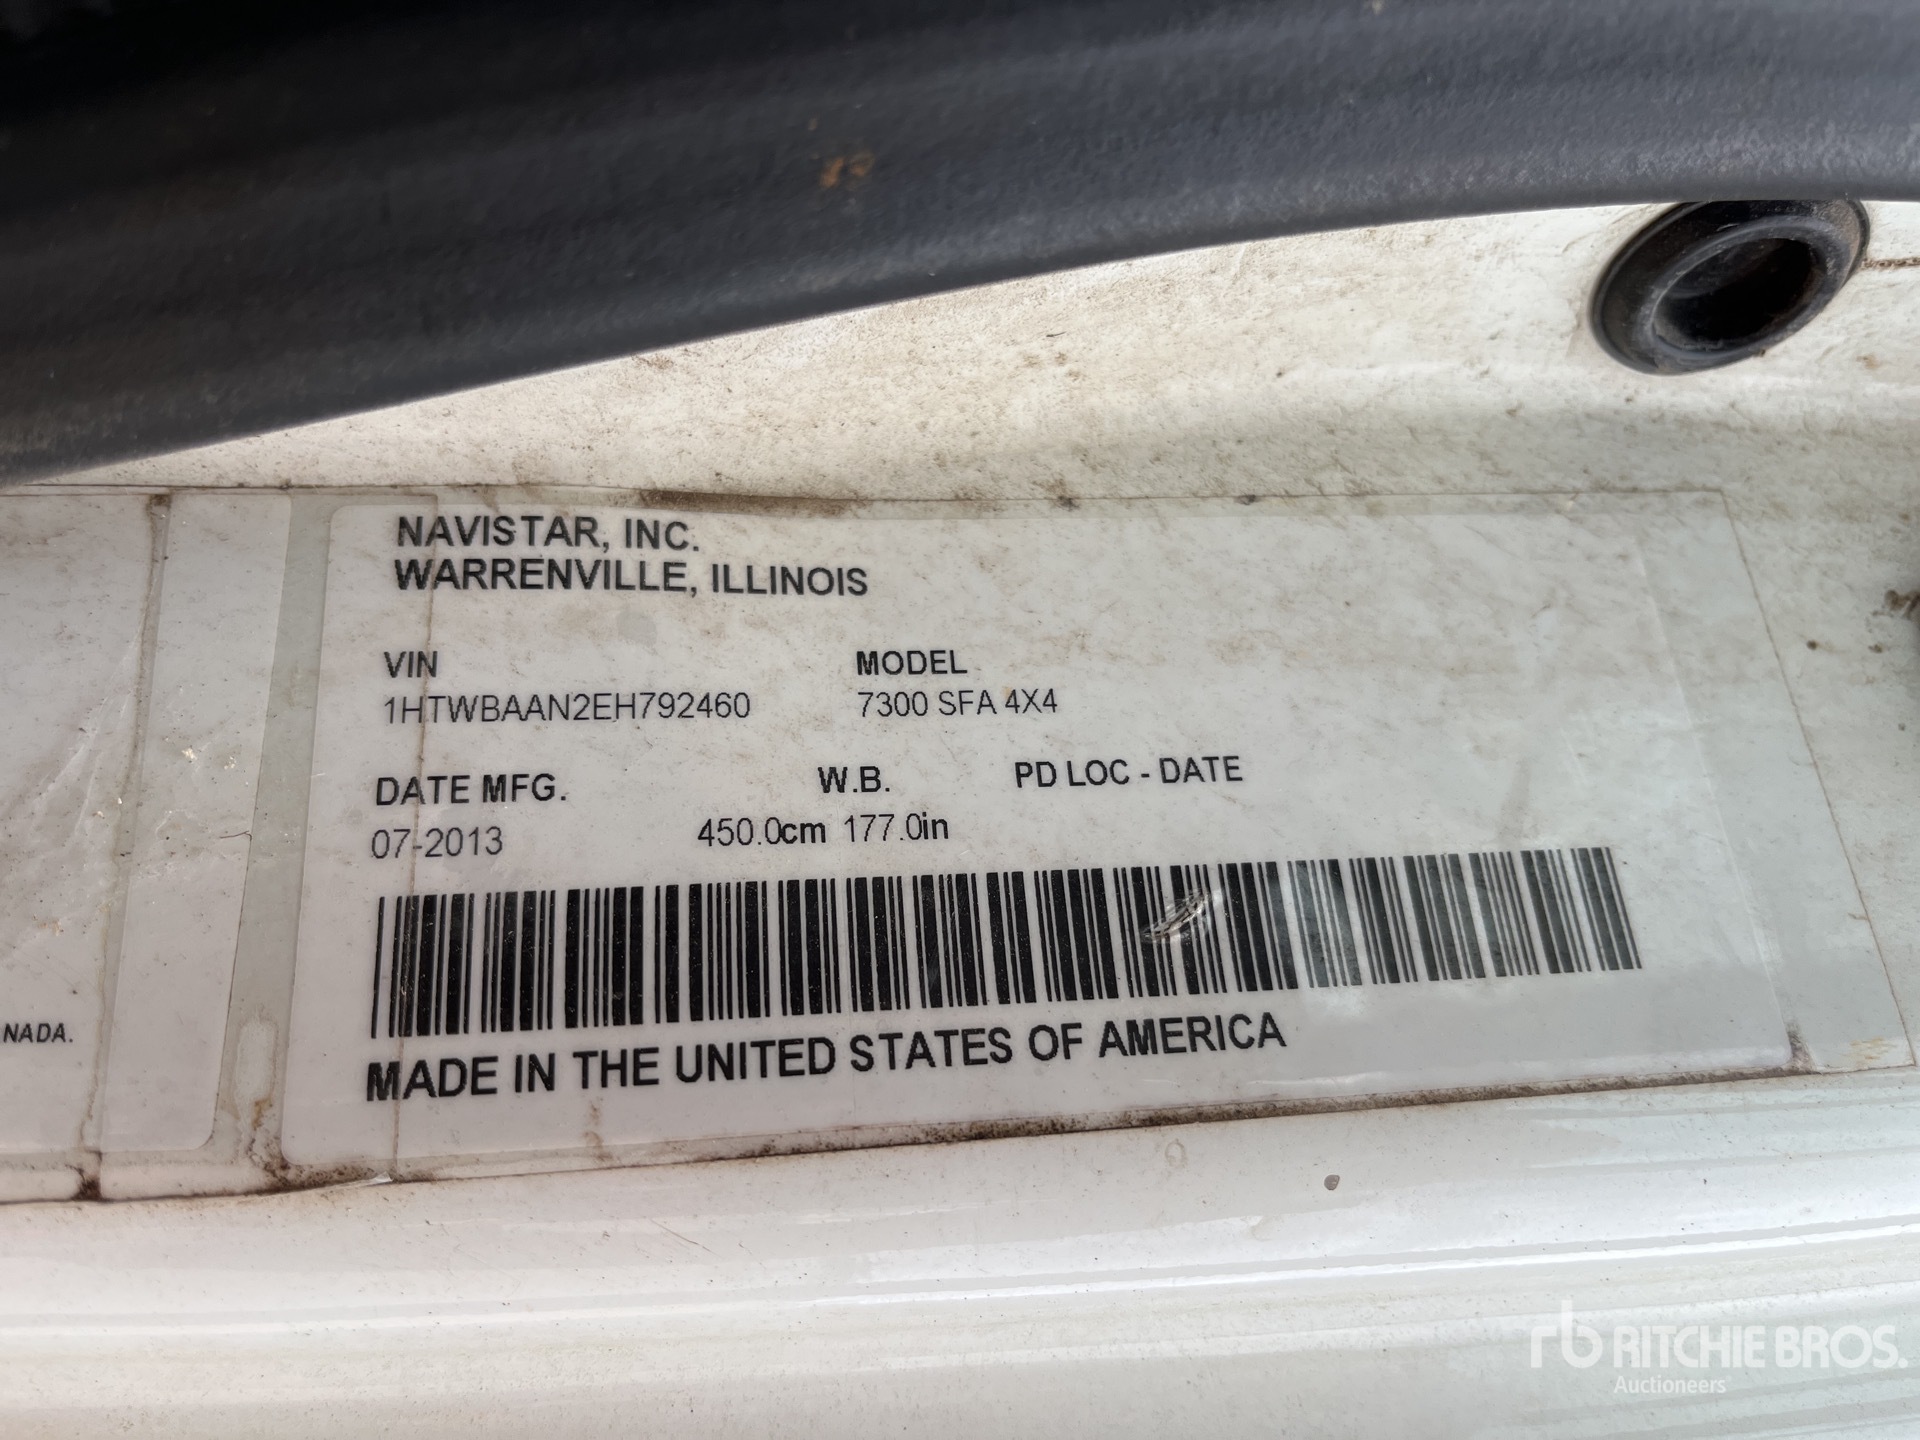 NAVISTAR, INC.
WARRENVILLE, ILLINOIS
VIN MODEL
1HTWBAAN2EH792460 7300 SFA 4X4
DATE MFG. W.B. PD LOC - DATE
07-2013 450.0cm 177.0in
MADE IN THE UNITED STATES OF AMERICA
NADA.
rb RITCHIE BROS.
Auctioneers